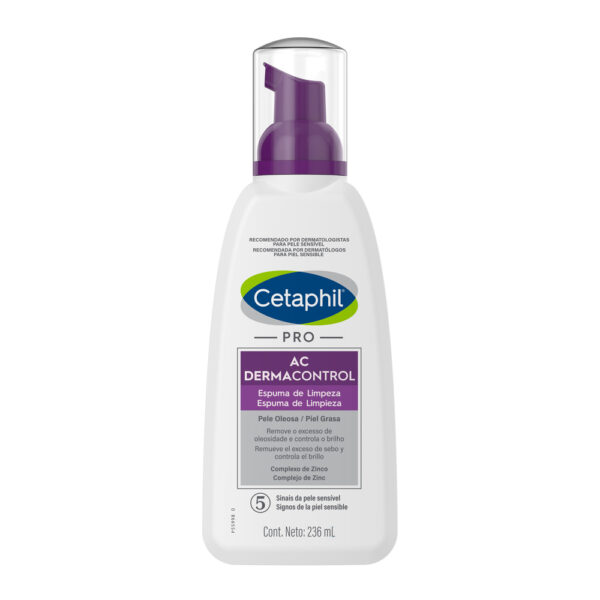 RECOMENDADO POR DERMATOLOGISTAS
PARA PELE SENSÍVEL
RECOMENDADA POR DERMATÓLOGOS
PARA PIEL SENSIBLE
Cetaphil®
PRO
AC
DERMACONTROL
Espuma de Limpeza
Espuma de Limpieza
Pele Oleosa / Piel Grasa
Remove o excesso de
oleosidade e controla o brilho
Remueve el exceso de sebo y
controla el brillo
Complexo de Zinco
Complejo de Zinc
5 Sinais da pele sensível
Signos de la piel sensible
Cont. Neto: 236 mL